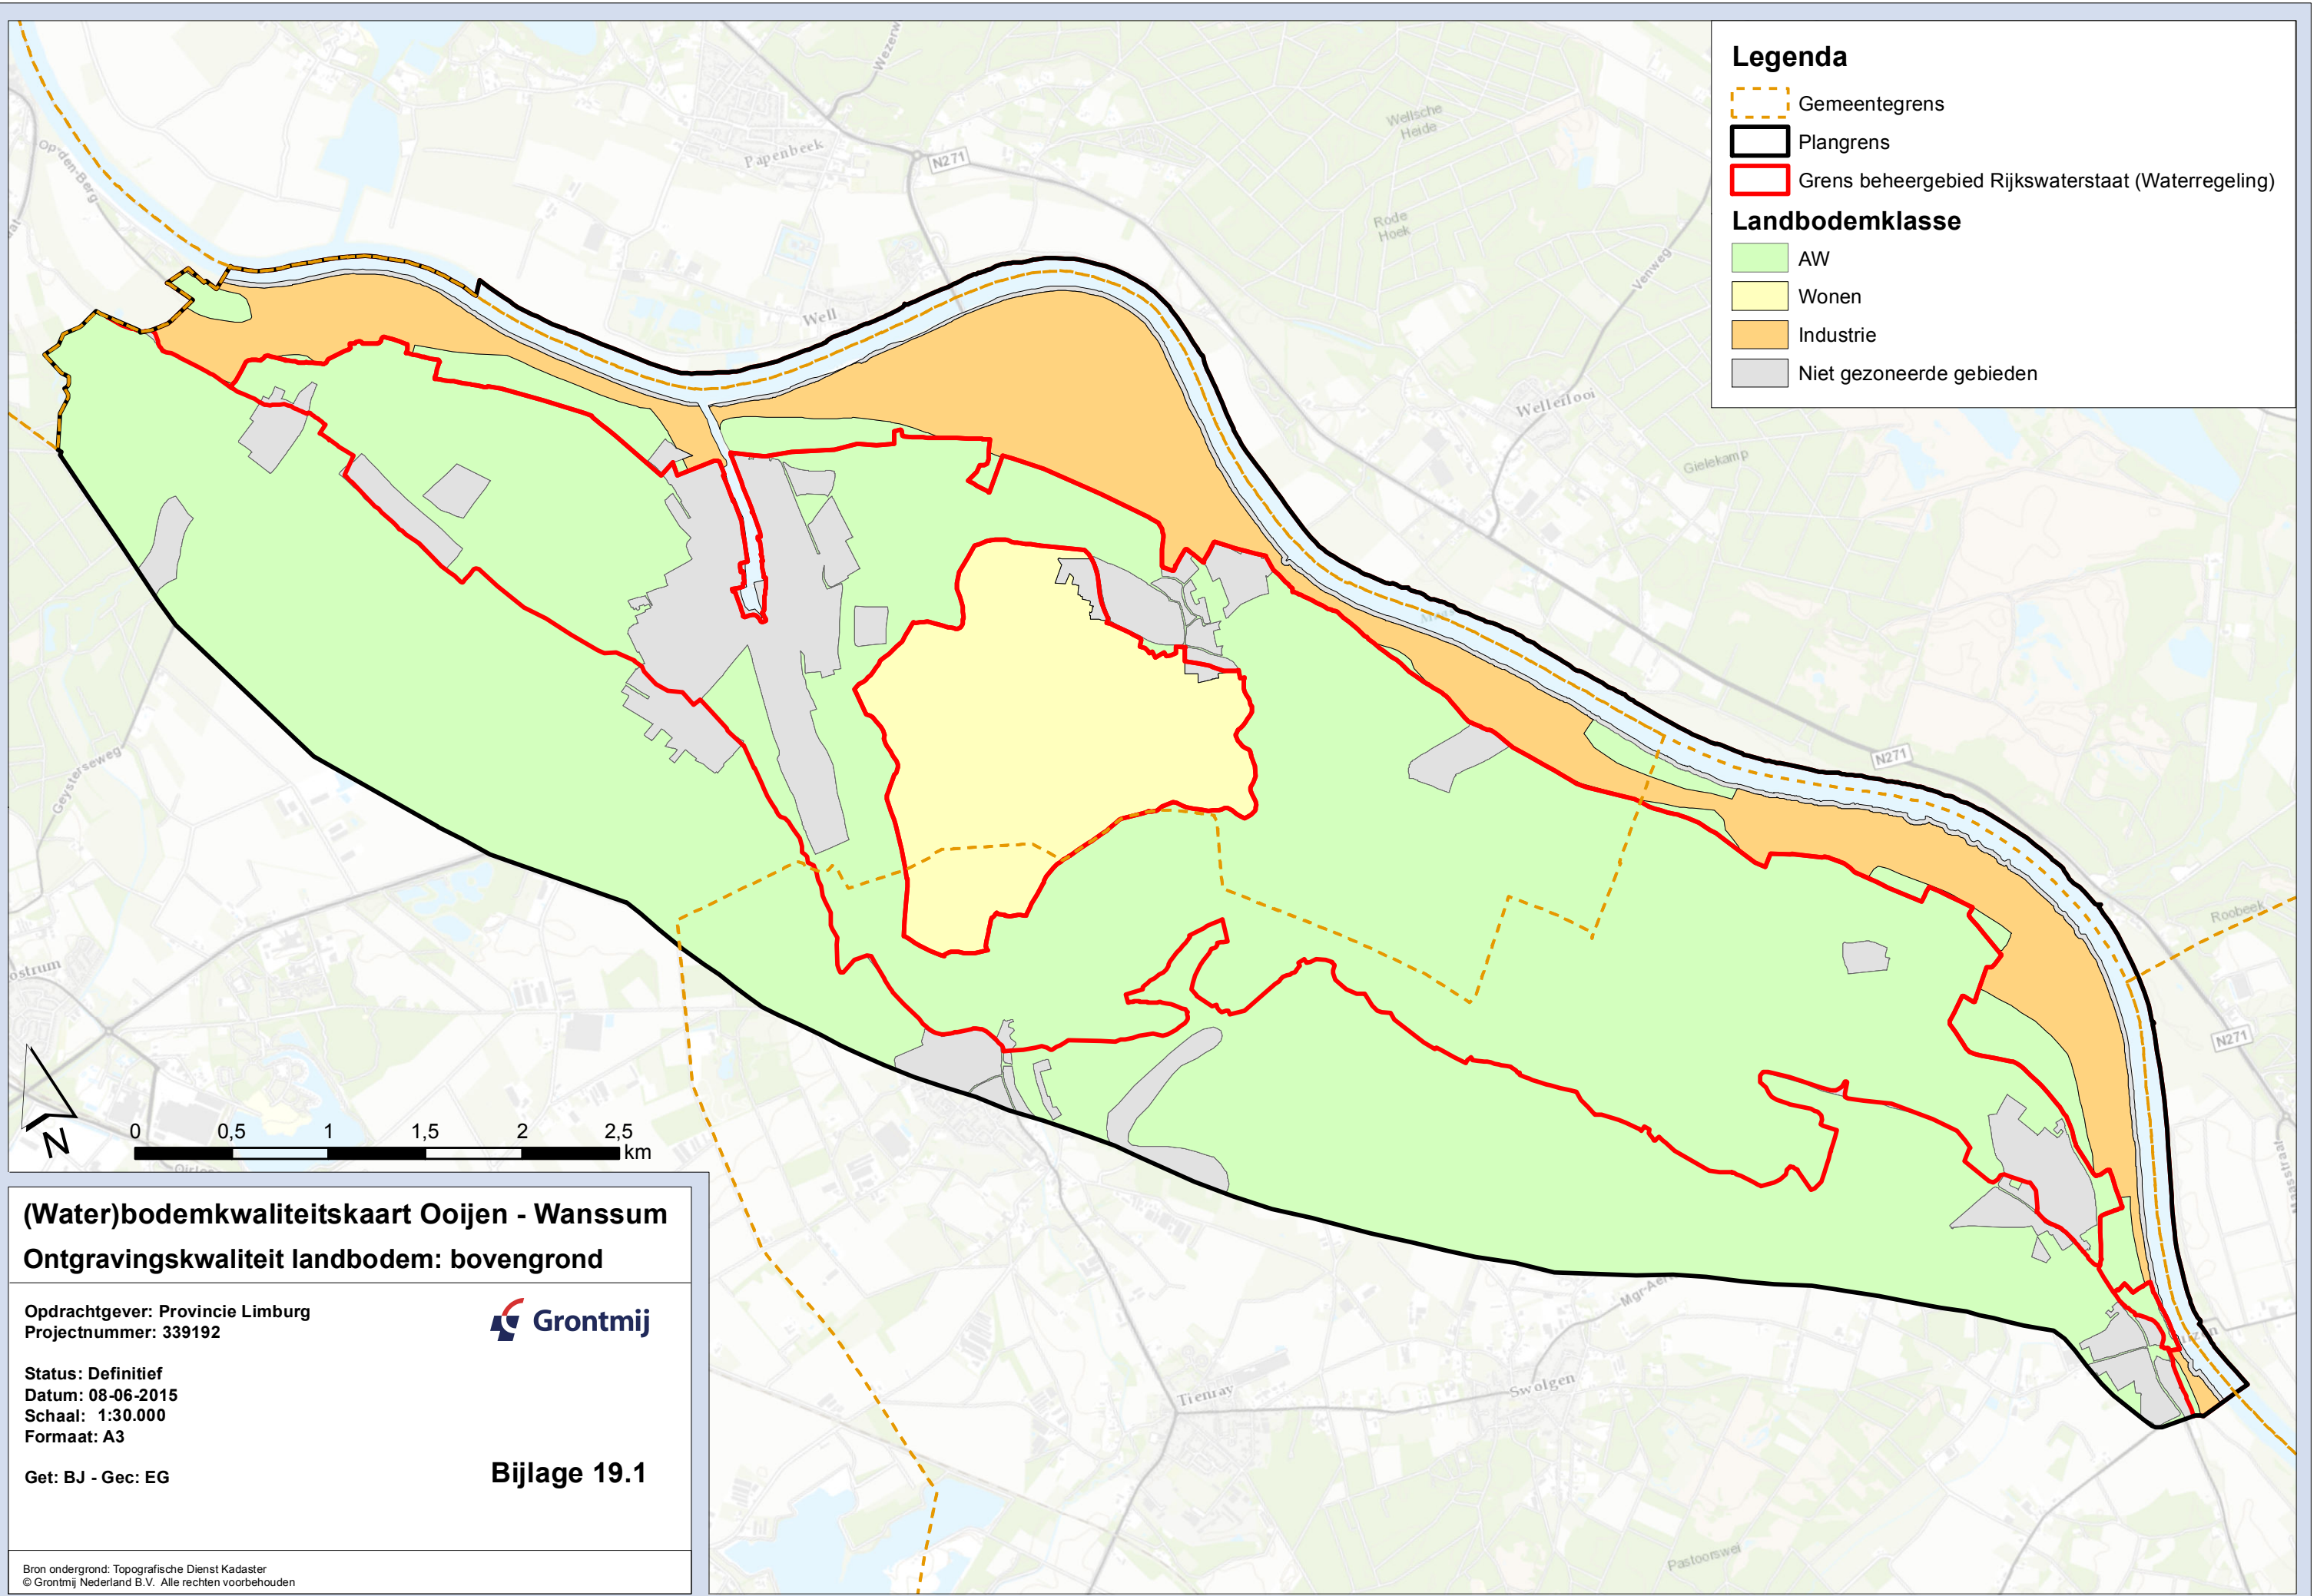 Legenda
Gemeentegrens
Plangrens
Grens beheergebied Rijkswaterstaat (Waterregeling)
Landbodemklasse
AW
Wonen
Industrie
Niet gezoneerde gebieden
Wezerw
Op-den-Berg
Papenbeek
N271
Wellsche
Heide
Rode
Hoek
Venweg
Well
Wellerlooi
Gielekamp
N271
Geysterseweg
Roobeek
ostrum
N271
N
0 0,5 1 1,5 2 2,5
km
Mgr-Aer
Tienray
Swolgen
Pastoorswei
(Water)bodemkwaliteitskaart Ooijen - Wanssum
Ontgravingskwaliteit landbodem: bovengrond
Opdrachtgever: Provincie Limburg
Projectnummer: 339192
Grontmij
Status: Definitief
Datum: 08-06-2015
Schaal: 1:30.000
Formaat: A3
Get: BJ - Gec: EG
Bijlage 19.1
Bron ondergrond: Topografische Dienst Kadaster
© Grontmij Nederland B.V. Alle rechten voorbehouden